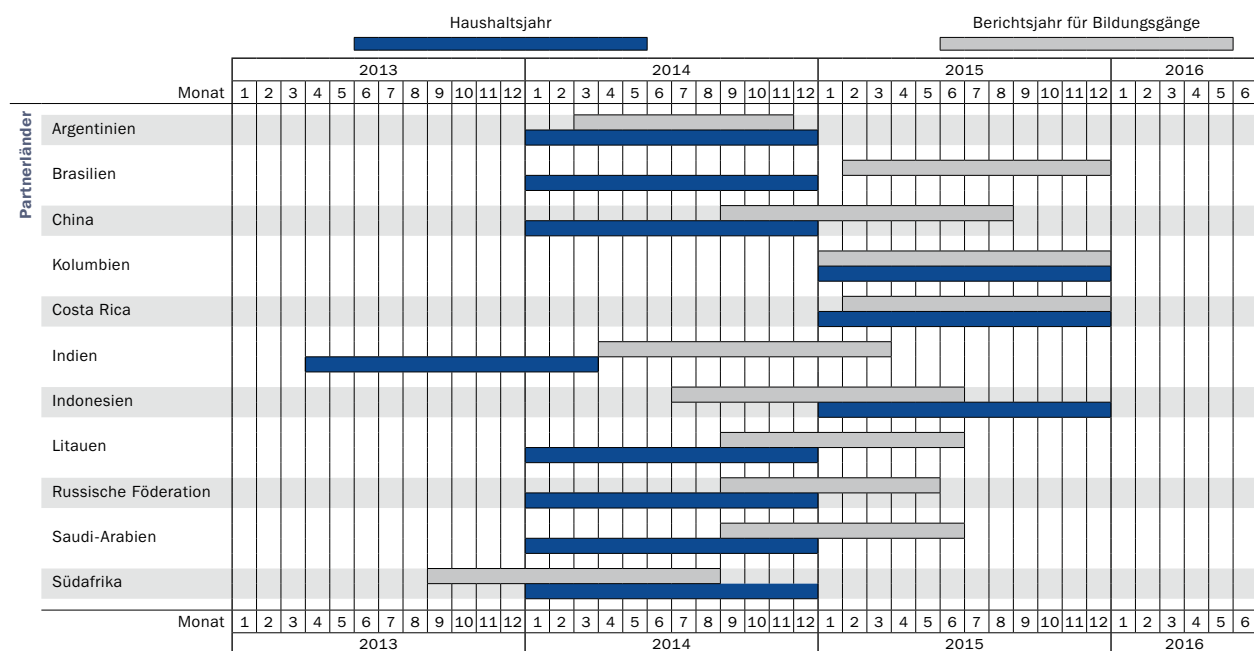 Haushaltsjahr Berichtsjahr für Bildungsgänge
2013 2014 2015 2016
Monat 1 2 3 4 5 6 7 8 9 10 11 12 1 2 3 4 5 6 7 8 9 10 11 12 1 2 3 4 5 6 7 8 9 10 11 12 1 2 3 4 5 6
Partnerländer
Argentinien
Brasilien
China
Kolumbien
Costa Rica
Indien
Indonesien
Litauen
Russische Föderation
Saudi-Arabien
Südafrika
Monat 1 2 3 4 5 6 7 8 9 10 11 12 1 2 3 4 5 6 7 8 9 10 11 12 1 2 3 4 5 6 7 8 9 10 11 12 1 2 3 4 5 6
2013 2014 2015 2016